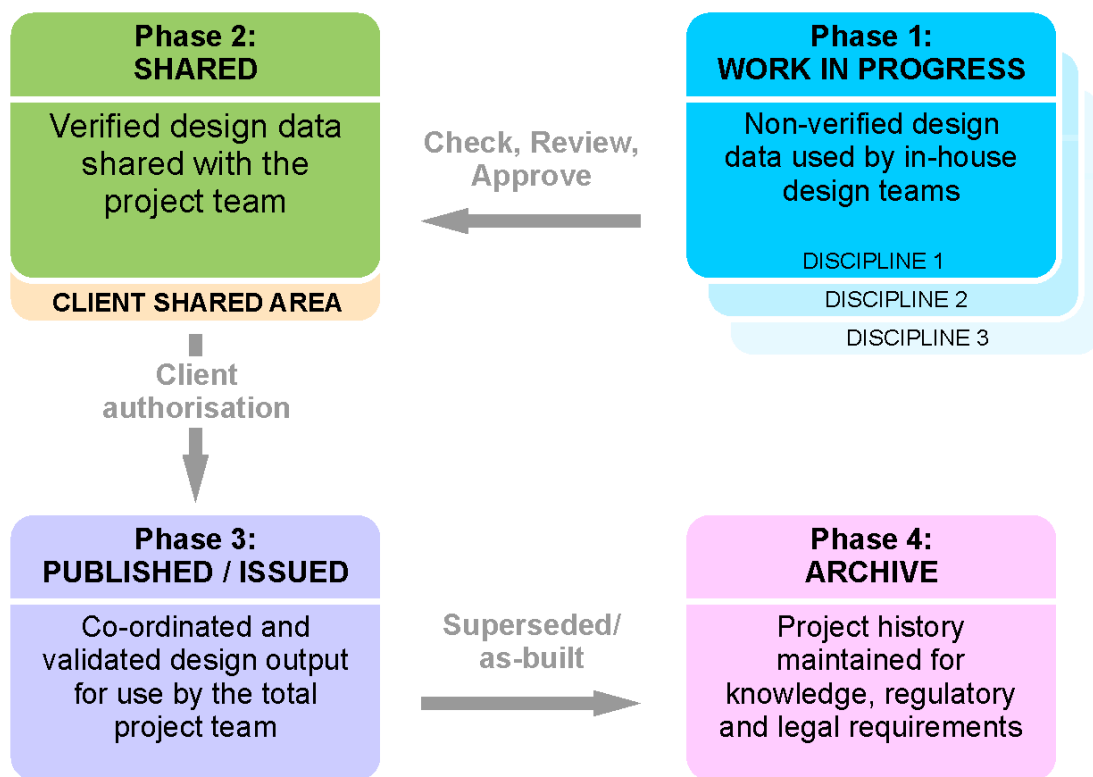 Phase 2:
SHARED
Verified design data
shared with the
project team
CLIENT SHARED AREA
Check, Review,
Approve
Phase 1:
WORK IN PROGRESS
Non-verified design
data used by in-house
design teams
DISCIPLINE 1
DISCIPLINE 2
DISCIPLINE 3
Client
authorisation
Phase 3:
PUBLISHED / ISSUED
Co-ordinated and
validated design output
for use by the total
project team
Superseded/
as-built
Phase 4:
ARCHIVE
Project history
maintained for
knowledge, regulatory
and legal requirements